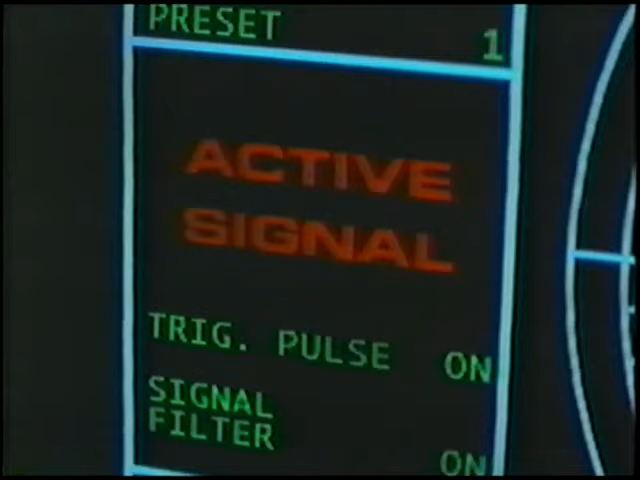 PRESET 1
ACTIVE
SIGNAL
TRIG. PULSE ON
SIGNAL
FILTER
ON